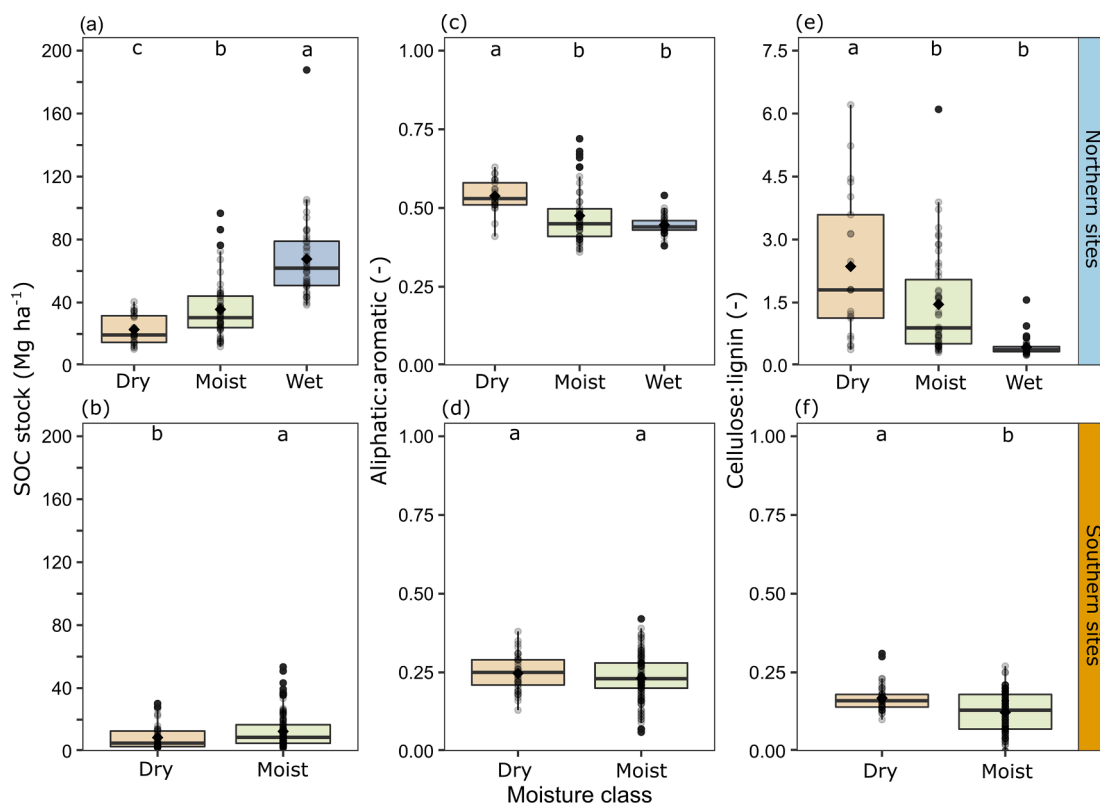 (a)
SOC stock (Mg ha⁻¹)
200
160
120
80
40
0
c b a
Dry Moist Wet
(c)
Aliphatic:aromatic (-)
1.00
0.75
0.50
0.25
0.00
a b b
Dry Moist Wet
(e)
Cellulose:lignin (-)
7.5
6.0
4.5
3.0
1.5
0.0
a b b
Dry Moist Wet
Northern sites
(b)
200
160
120
80
40
0
b a
Dry Moist
(d)
1.00
0.75
0.50
0.25
0.00
a a
Dry Moist
(f)
1.00
0.75
0.50
0.25
0.00
a b
Dry Moist
Southern sites
Moisture class